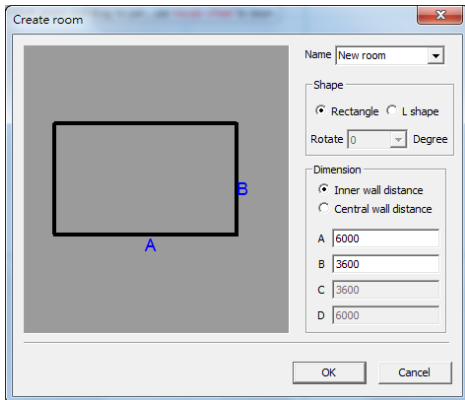 Create room
Name New room
Shape
Rectangle L shape
Rotate 0 Degree
Dimension
Inner wall distance
Central wall distance
A 6000
B 3600
C 3600
D 6000
B
A
OK Cancel